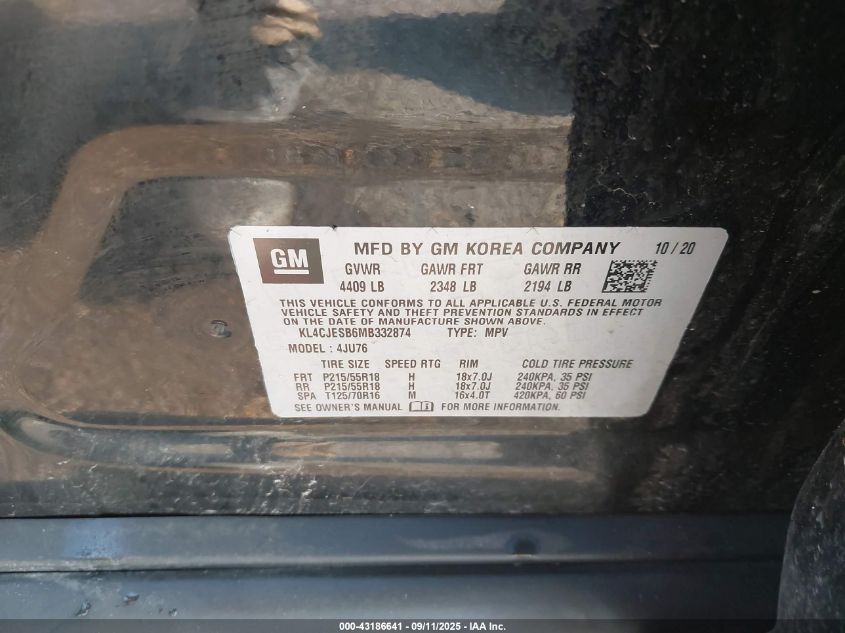 GM MFD BY GM KOREA COMPANY 10 / 20
GVWR GAWR FRT GAWR RR
4409 LB 2348 LB 2194 LB
THIS VEHICLE CONFORMS TO ALL APPLICABLE U.S. FEDERAL MOTOR
VEHICLE SAFETY AND THEFT PREVENTION STANDARDS IN EFFECT
ON THE DATE OF MANUFACTURE SHOWN ABOVE.
KL4CJESB6MB332874 TYPE: MPV
MODEL : 4JU76
TIRE SIZE SPEED RTG RIM COLD TIRE PRESSURE
FRT P215/55R18 H 18x7.0J 240KPA, 35 PSI
RR P215/55R18 H 18x7.0J 240KPA, 35 PSI
SPA T125/70R16 M 16x4.0T 420KPA, 60 PSI
SEE OWNER'S MANUAL FOR MORE INFORMATION.
000-43186641 - 09/11/2025 - IAA Inc.